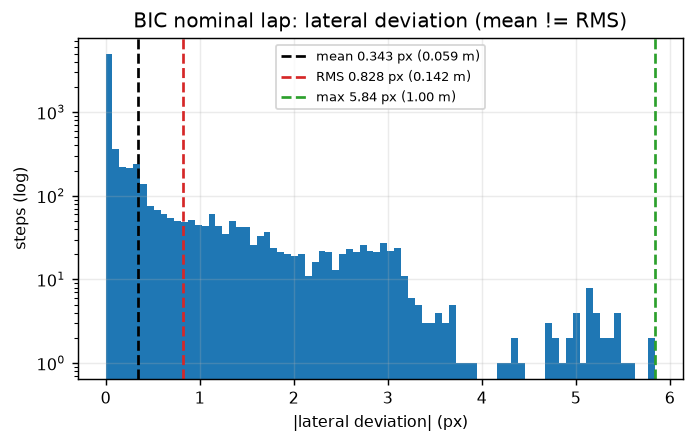 BIC nominal lap: lateral deviation (mean != RMS)
mean 0.343 px (0.059 m)
RMS 0.828 px (0.142 m)
max 5.84 px (1.00 m)
steps (log)
10³
10²
10¹
10⁰
0 1 2 3 4 5 6
|lateral deviation| (px)